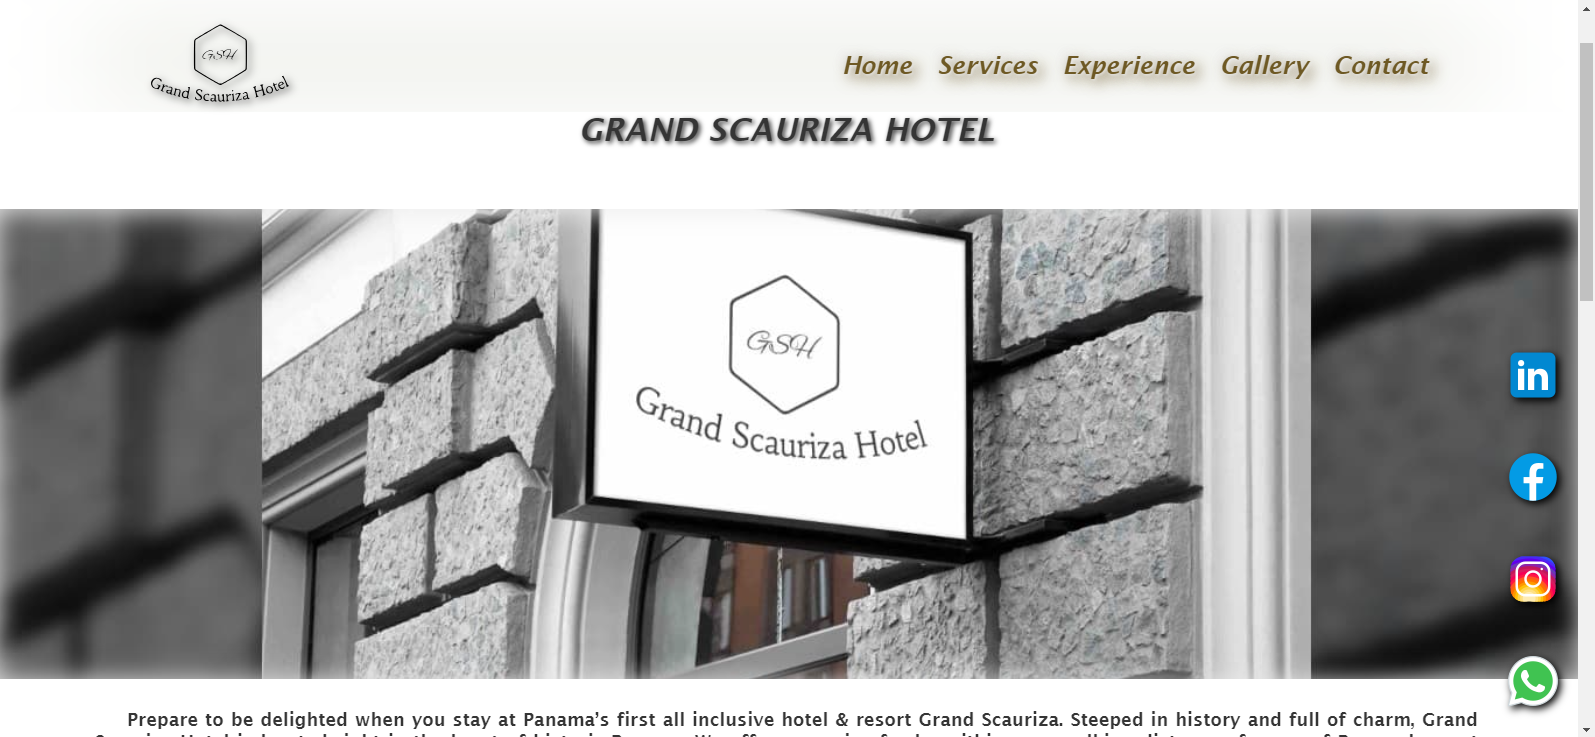 GSH
Grand Scauriza Hotel
Home Services Experience Gallery Contact
GRAND SCAURIZA HOTEL
GSH
Grand Scauriza Hotel
in
f
Prepare to be delighted when you stay at Panama’s first all inclusive hotel & resort Grand Scauriza. Steeped in history and full of charm, Grand